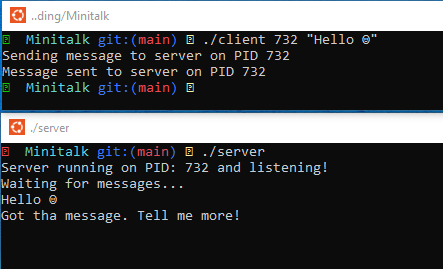 ..ding/Minitalk
Minitalk git:(main) ./client 732 "Hello ☺"
Sending message to server on PID 732
Message sent to server on PID 732
Minitalk git:(main)
./server
Minitalk git:(main) ./server
Server running on PID: 732 and listening!
Waiting for messages...
Hello ☺
Got tha message. Tell me more!